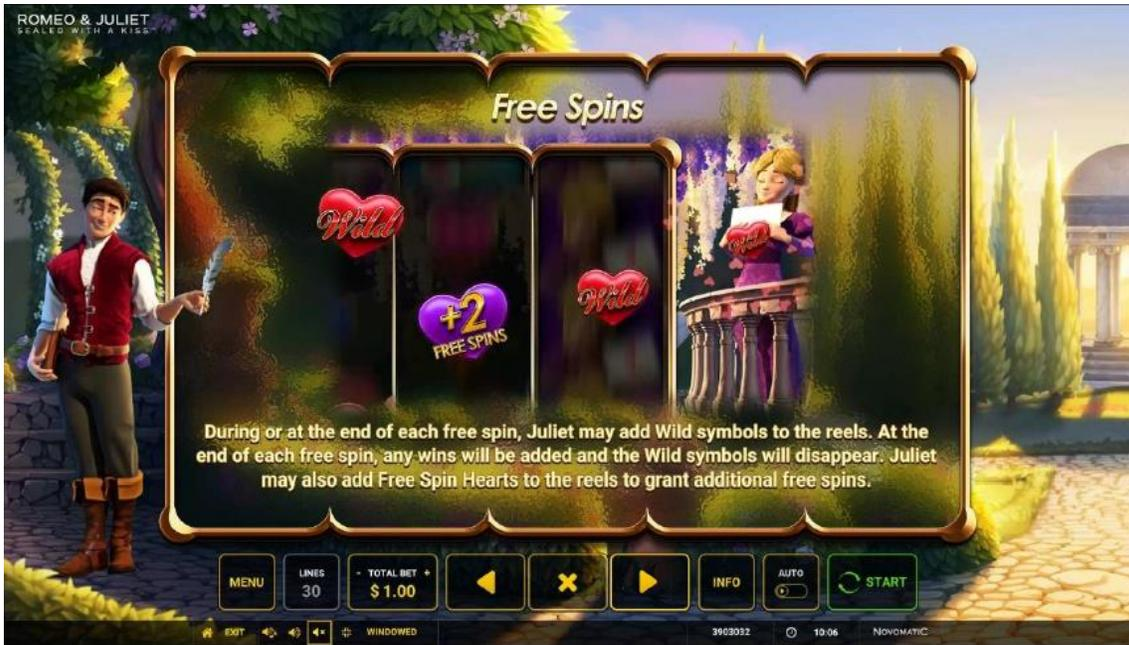 ROMEO & JULIET
SEALED WITH A KISS
Free Spins
Wild
+2
FREE SPINS
Wild
Wild
During or at the end of each free spin, Juliet may add Wild symbols to the reels. At the
end of each free spin, any wins will be added and the Wild symbols will disappear. Juliet
may also add Free Spin Hearts to the reels to grant additional free spins.
MENU
LINES
30
- TOTAL BET +
$1.00
INFO
AUTO
START
EXIT
WINDOWED
3903032
10:06
NOVOMATIC